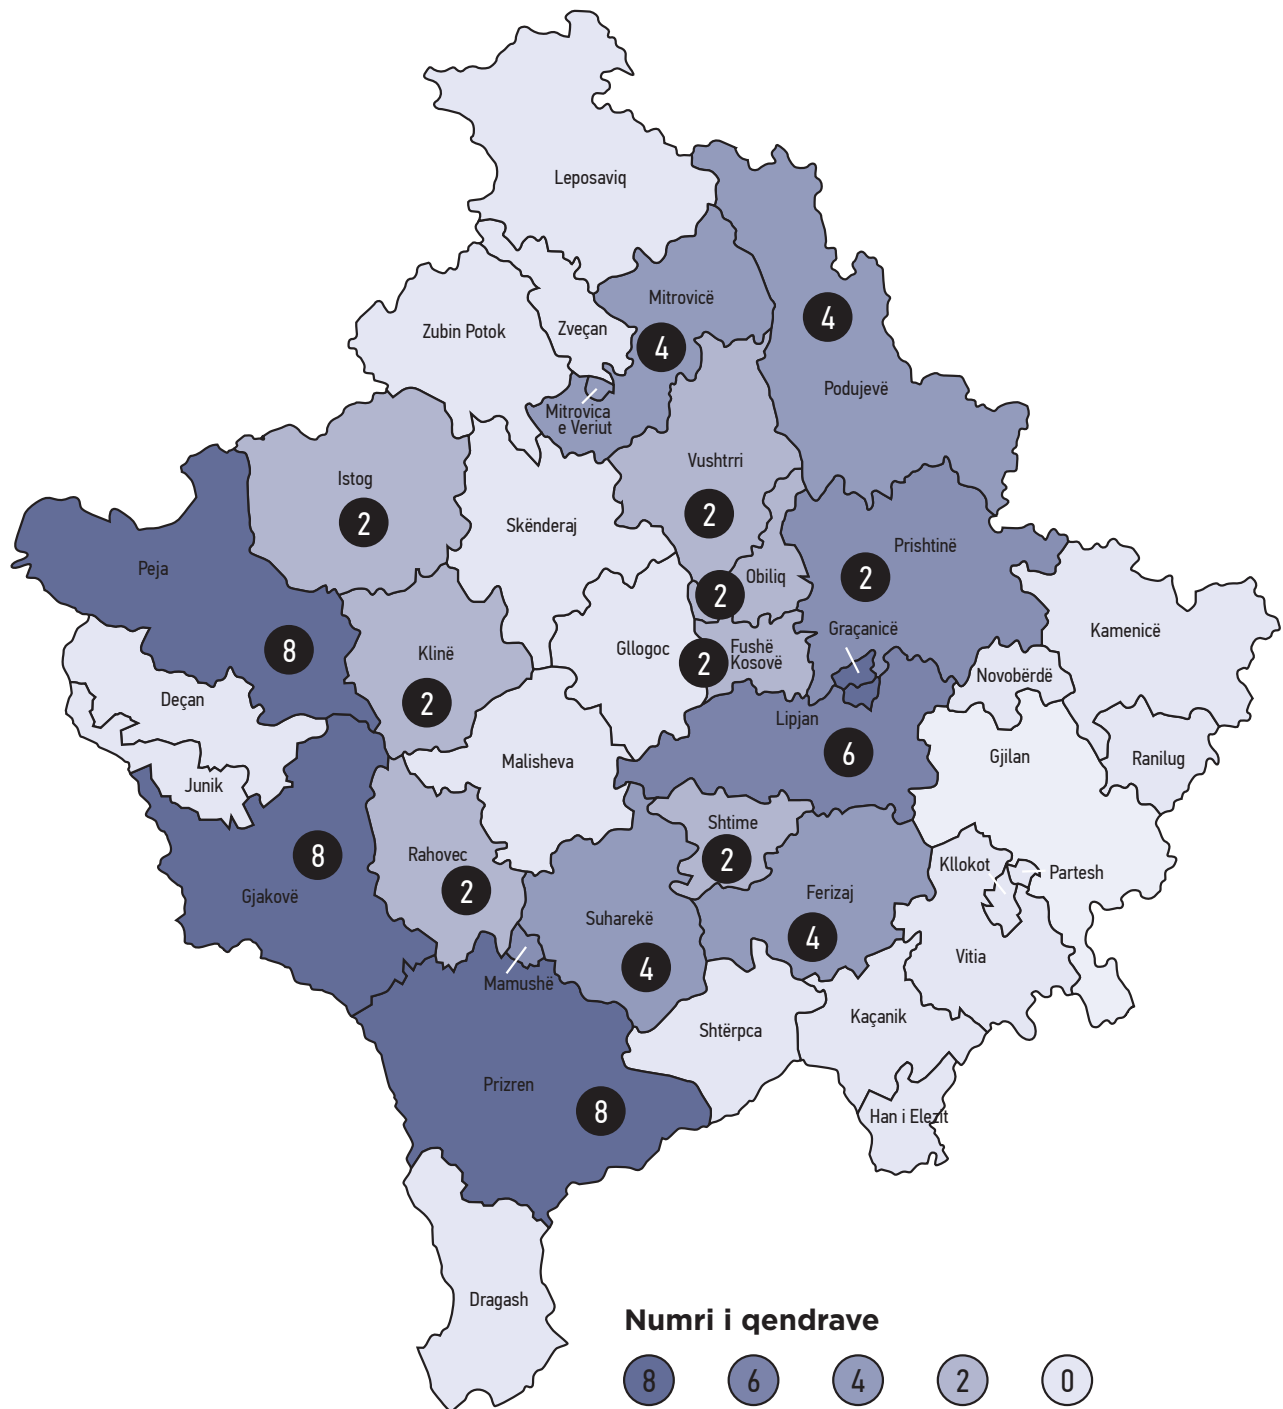 Leposaviq
Mitrovicë
4
4
Zubin Potok
Zveçan
Podujevë
Mitrovica
e Veriut
Istog
2
Vushtrri
2
Skënderaj
Prishtinë
2
Peja
Obiliq
2
Graçanicë
Kamenicë
8
Klinë
2
Gllogoc
Fushë
Kosovë
2
Novobërdë
Deçan
Lipjan
6
Malisheva
Gjilan
Ranilug
Junik
Shtime
2
8
Gjakovë
Rahovec
2
Kllokot
Partesh
Ferizaj
4
Suharekë
4
Vitia
Mamushë
Shtërpca
Kaçanik
Prizren
8
Han i Elezit
Dragash
Numri i qendrave
8 6 4 2 0